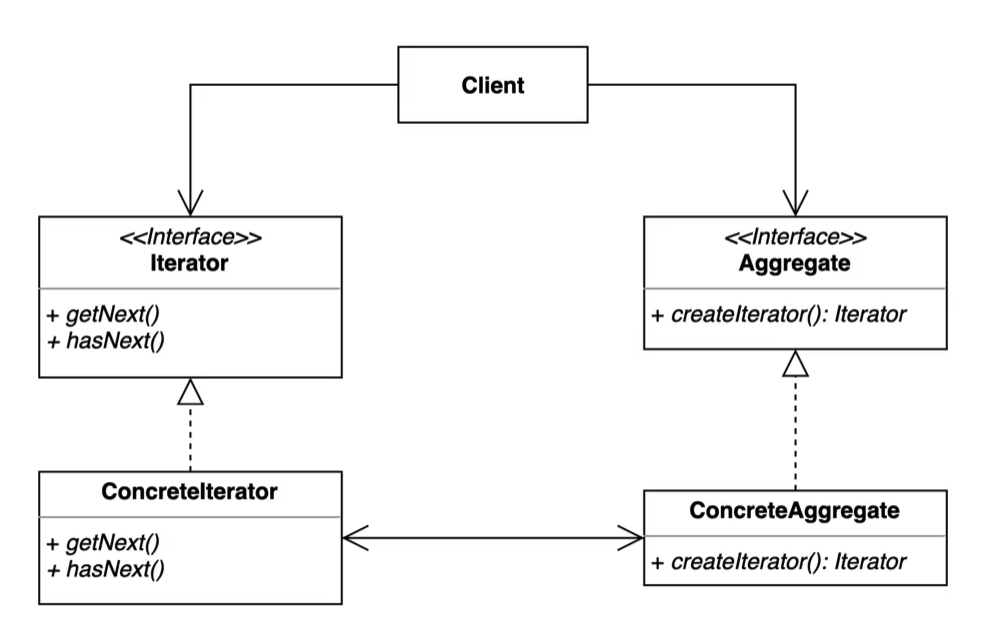 Client
<<Interface>>
Iterator
+ getNext()
+ hasNext()
<<Interface>>
Aggregate
+ createIterator(): Iterator
ConcreteIterator
+ getNext()
+ hasNext()
ConcreteAggregate
+ createIterator(): Iterator